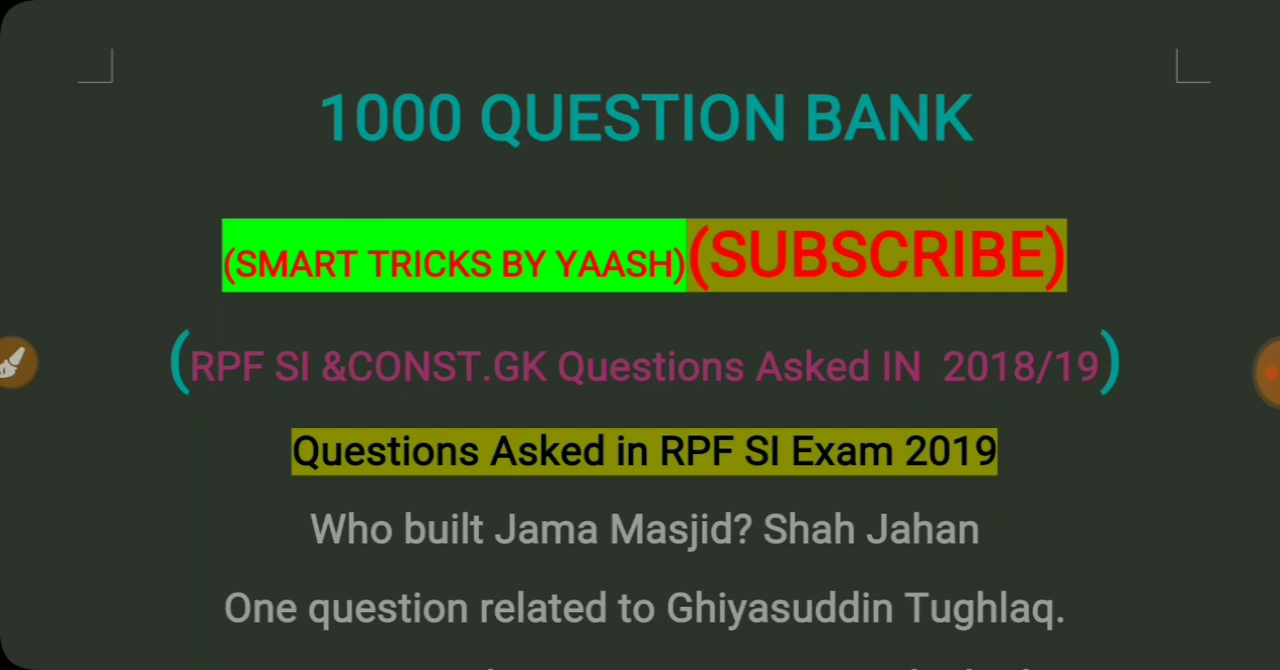 1000 QUESTION BANK
(SMART TRICKS BY YAASH)(SUBSCRIBE)
(RPF SI &CONST.GK Questions Asked IN 2018/19)
Questions Asked in RPF SI Exam 2019
Who built Jama Masjid? Shah Jahan
One question related to Ghiyasuddin Tughlaq.